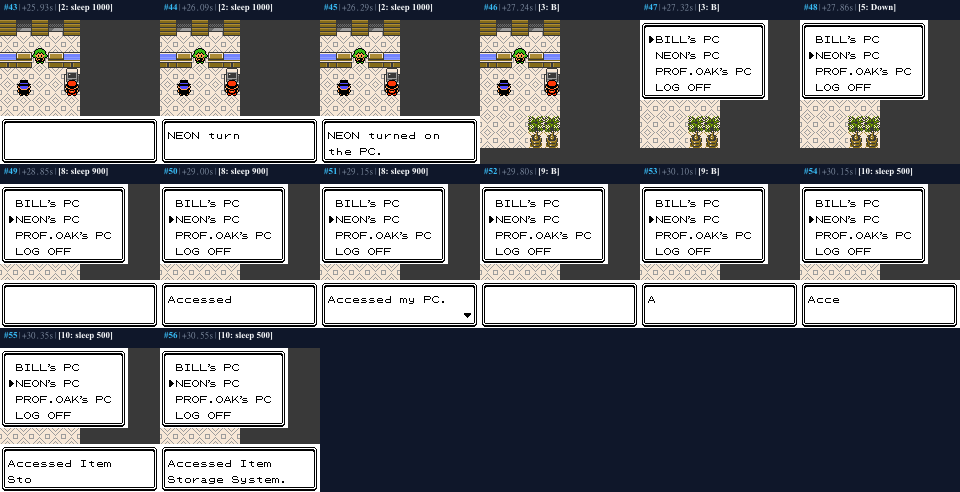 #43 | +25.93s | [2: sleep 1000]
#44 | +26.09s | [2: sleep 1000]
NEON turn
#45 | +26.29s | [2: sleep 1000]
NEON turned on
the PC.
#46 | +27.24s | [3: B]
#47 | +27.32s | [3: B]
BILL's PC
NEON's PC
PROF.OAK's PC
LOG OFF
#48 | +27.86s | [5: Down]
BILL's PC
NEON's PC
PROF.OAK's PC
LOG OFF
#49 | +28.85s | [8: sleep 900]
BILL's PC
NEON's PC
PROF.OAK's PC
LOG OFF
#50 | +29.00s | [8: sleep 900]
BILL's PC
NEON's PC
PROF.OAK's PC
LOG OFF
Accessed
#51 | +29.15s | [8: sleep 900]
BILL's PC
NEON's PC
PROF.OAK's PC
LOG OFF
Accessed my PC.
#52 | +29.80s | [9: B]
BILL's PC
NEON's PC
PROF.OAK's PC
LOG OFF
#53 | +30.10s | [9: B]
BILL's PC
NEON's PC
PROF.OAK's PC
LOG OFF
A
#54 | +30.15s | [10: sleep 500]
BILL's PC
NEON's PC
PROF.OAK's PC
LOG OFF
Acce
#55 | +30.35s | [10: sleep 500]
BILL's PC
NEON's PC
PROF.OAK's PC
LOG OFF
Accessed Item
Sto
#56 | +30.55s | [10: sleep 500]
BILL's PC
NEON's PC
PROF.OAK's PC
LOG OFF
Accessed Item
Storage System.